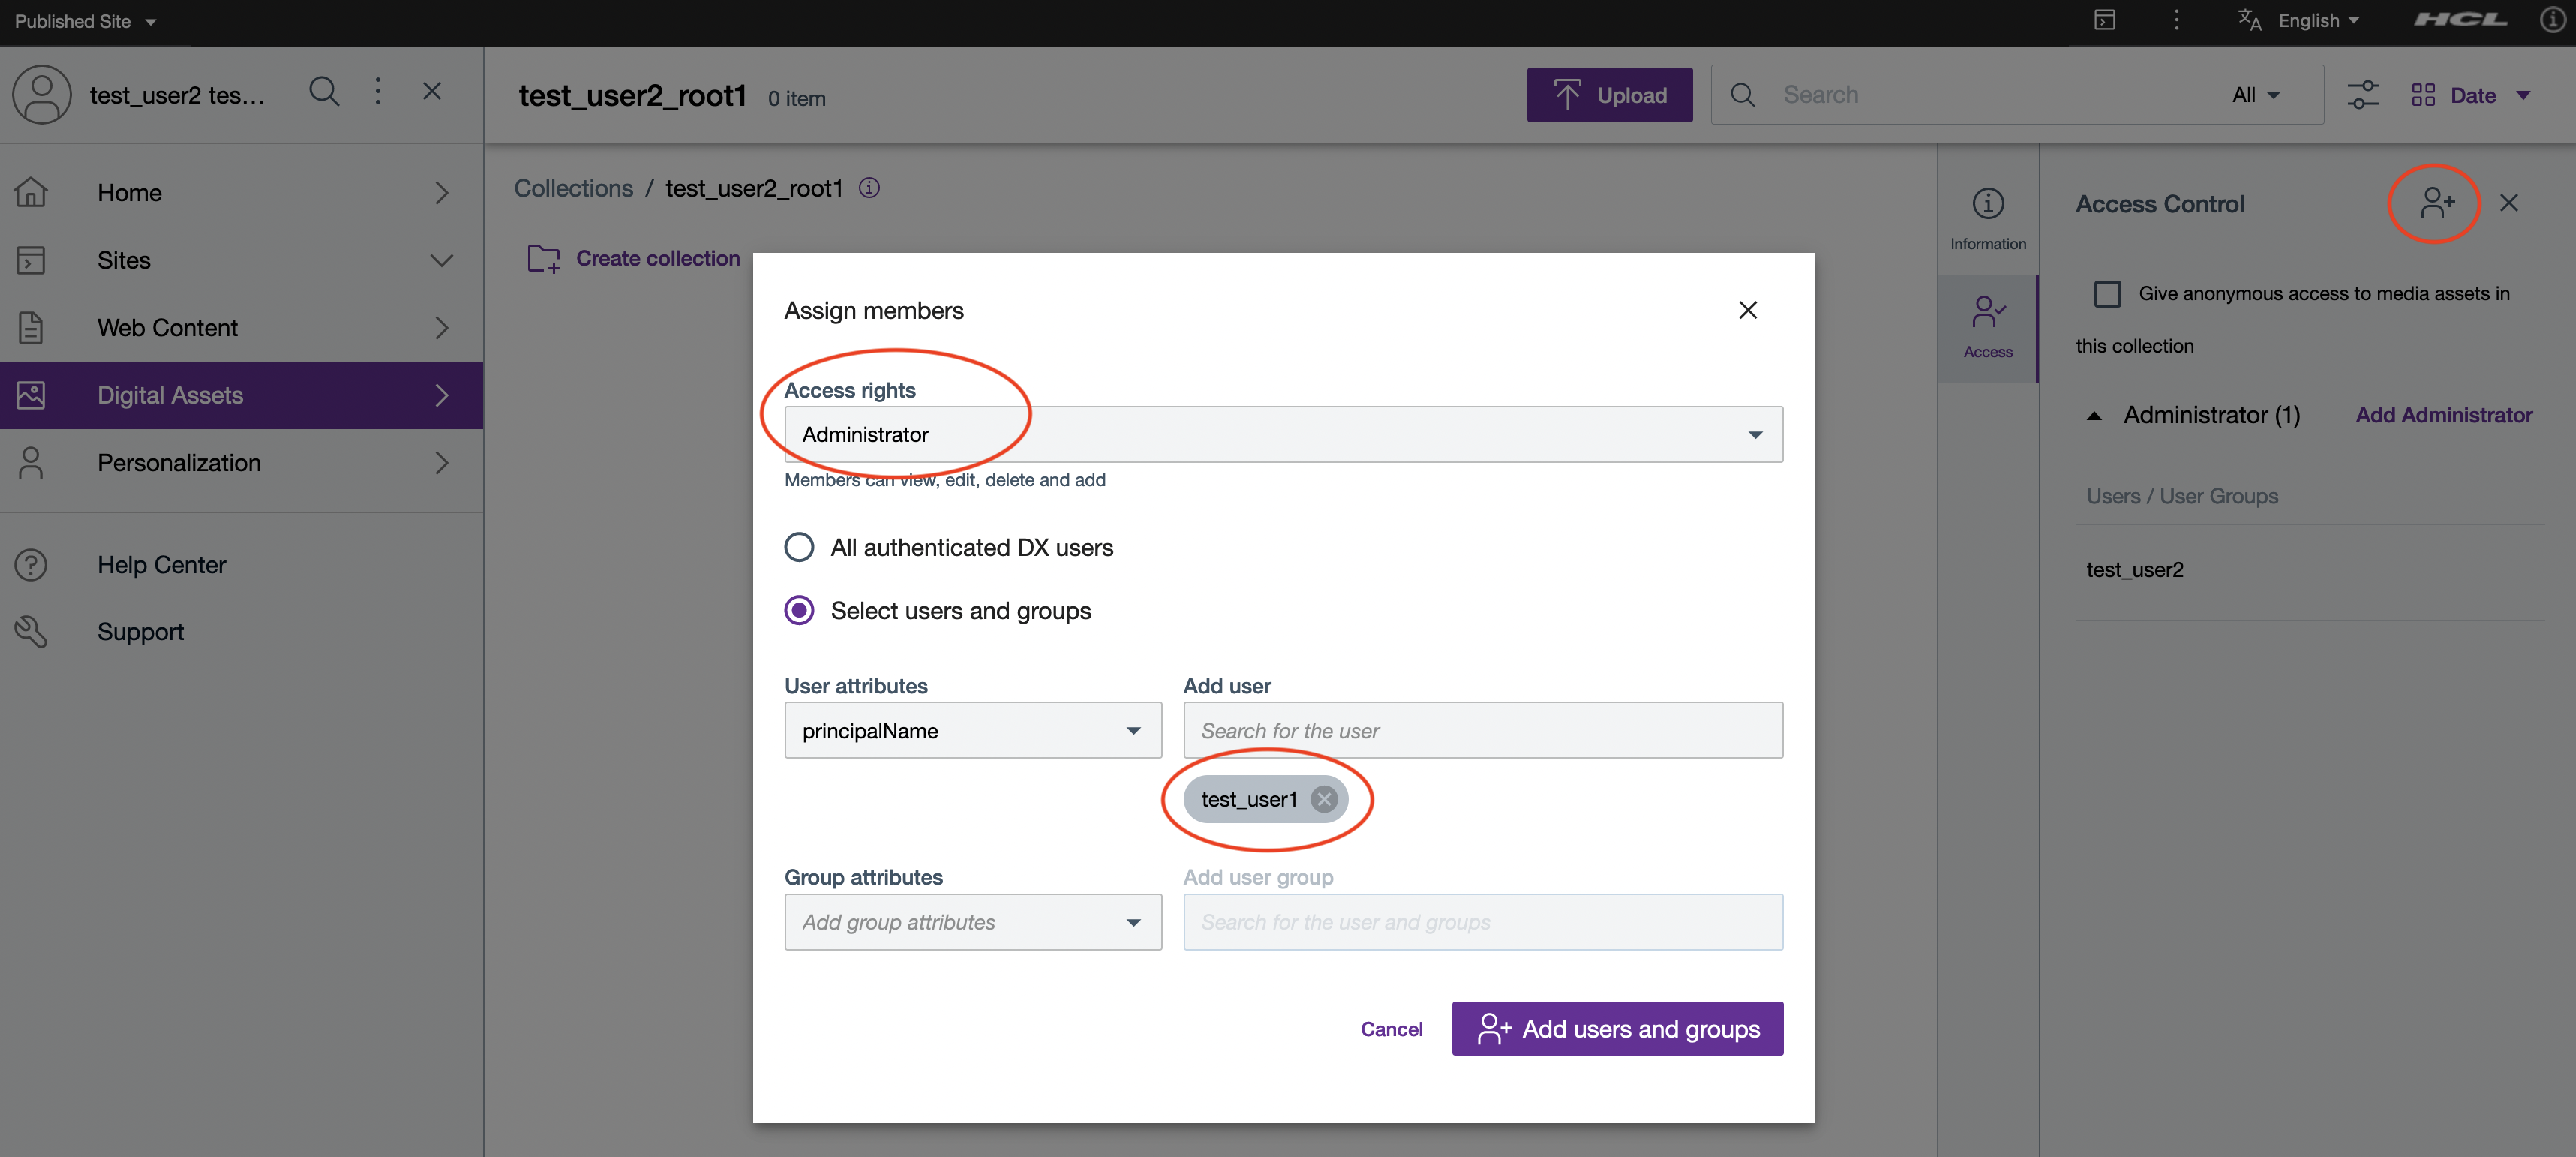 Published Site
English
HCL
test_user2 tes...
test_user2_root1 0 item
Upload
Search
All
Date
Home
Sites
Web Content
Digital Assets
Personalization
Help Center
Support
Collections / test_user2_root1
Create collection
Assign members
Access rights
Administrator
Members can view, edit, delete and add
All authenticated DX users
Select users and groups
User attributes
principalName
Add user
Search for the user
test_user1
Group attributes
Add group attributes
Add user group
Search for the user and groups
Cancel
Add users and groups
Information
Access
Access Control
Give anonymous access to media assets in
this collection
Administrator (1)
Add Administrator
Users / User Groups
test_user2